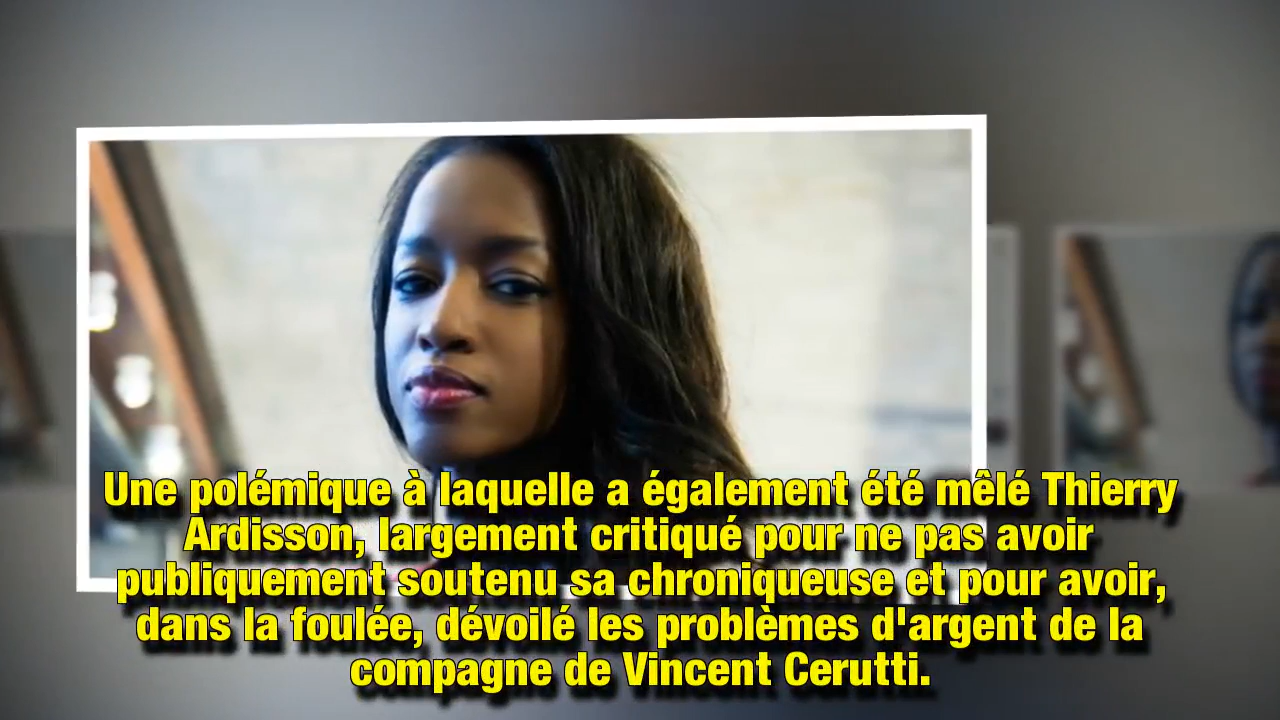 Une polémique à laquelle a également été mêlé Thierry
Ardisson, largement critiqué pour ne pas avoir
publiquement soutenu sa chroniqueuse et pour avoir,
dans la foulée, dévoilé les problèmes d'argent de la
compagne de Vincent Cerutti.